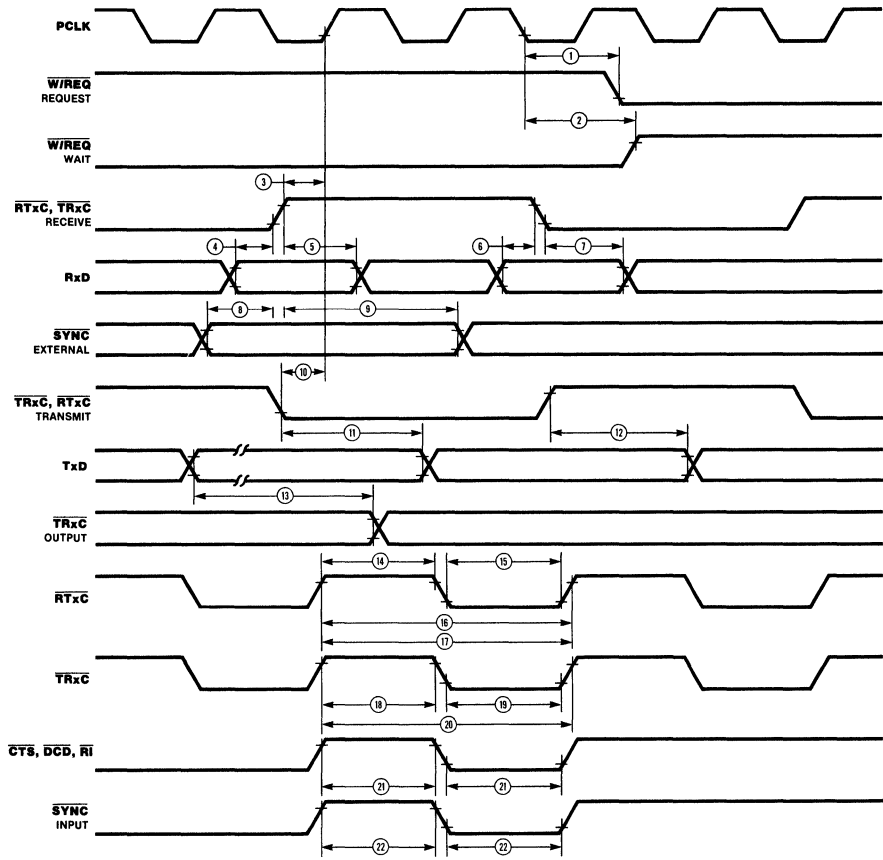 PCLK
1
W/REQ
REQUEST
2
W/REQ
WAIT
3
RTxC, TRxC
RECEIVE
4 5 6 7
RxD
8 9
SYNC
EXTERNAL
10
TRxC, RTxC
TRANSMIT
11 12
TxD
13
TRxC
OUTPUT
14 15
RTxC
16
17
TRxC
18 19
20
CTS, DCD, RI
21 21
SYNC
INPUT
22 22